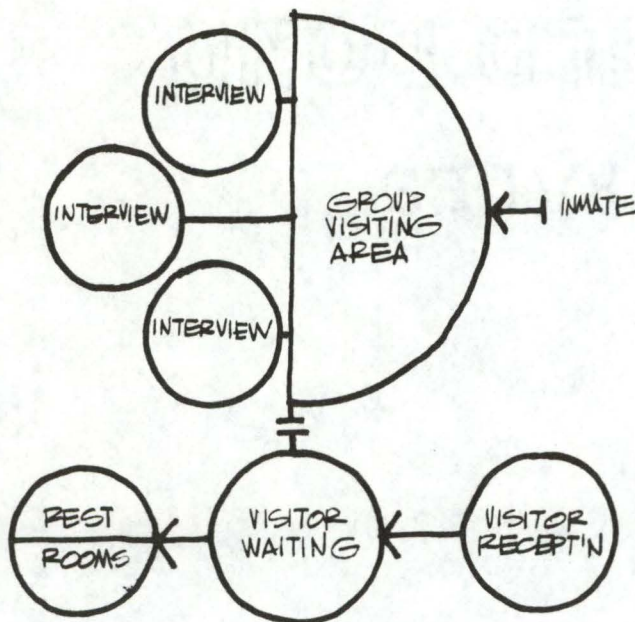 INTERVIEW
INTERVIEW
INTERVIEW
GROUP
VISITING
AREA
INMATE
REST
ROOMS
VISITOR
WAITING
VISITOR
RECEPT'N